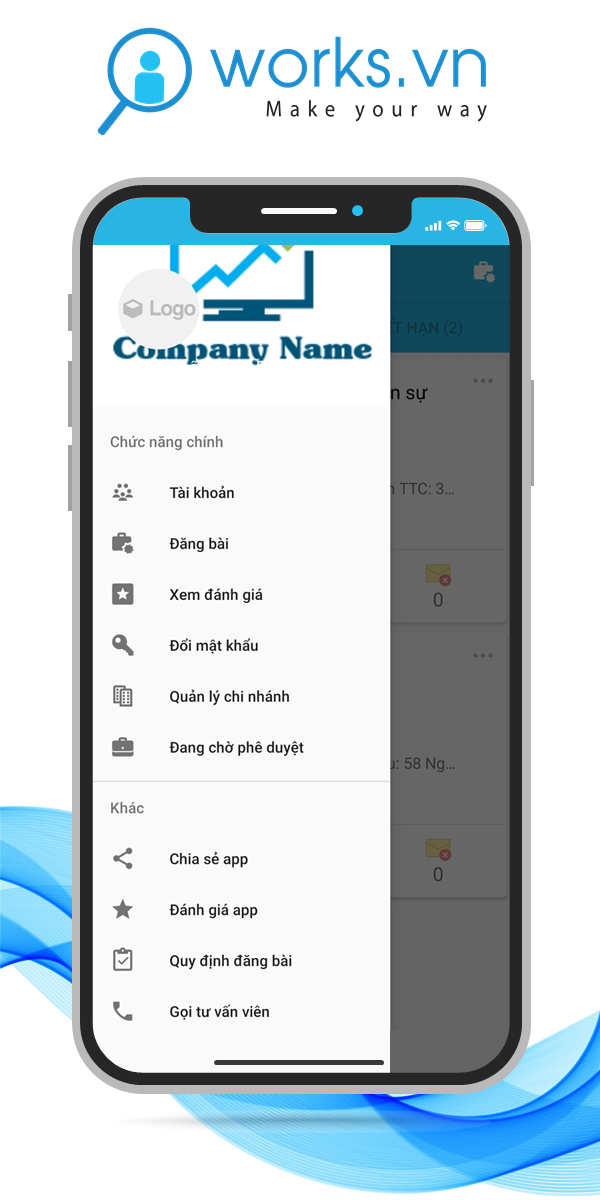 works.vn
Make your way
Logo
Company Name
ẾT HẠN (2)
n sự
Chức năng chính
Tài khoản
n TTC: 3...
Đăng bài
Xem đánh giá
0
Đổi mật khẩu
Quản lý chi nhánh
Đang chờ phê duyệt
u: 58 Ng...
Khác
Chia sẻ app
0
Đánh giá app
Quy định đăng bài
Gọi tư vấn viên